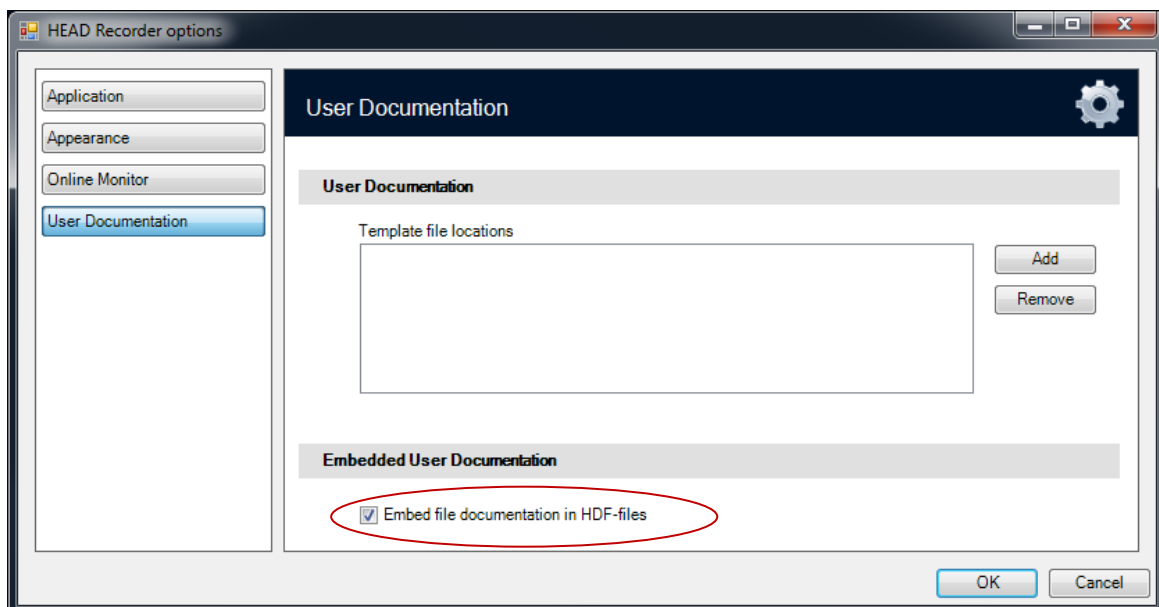 HEAD Recorder options
Application
Appearance
Online Monitor
User Documentation
User Documentation
User Documentation
Template file locations
Add
Remove
Embedded User Documentation
Embed file documentation in HDF-files
OK
Cancel